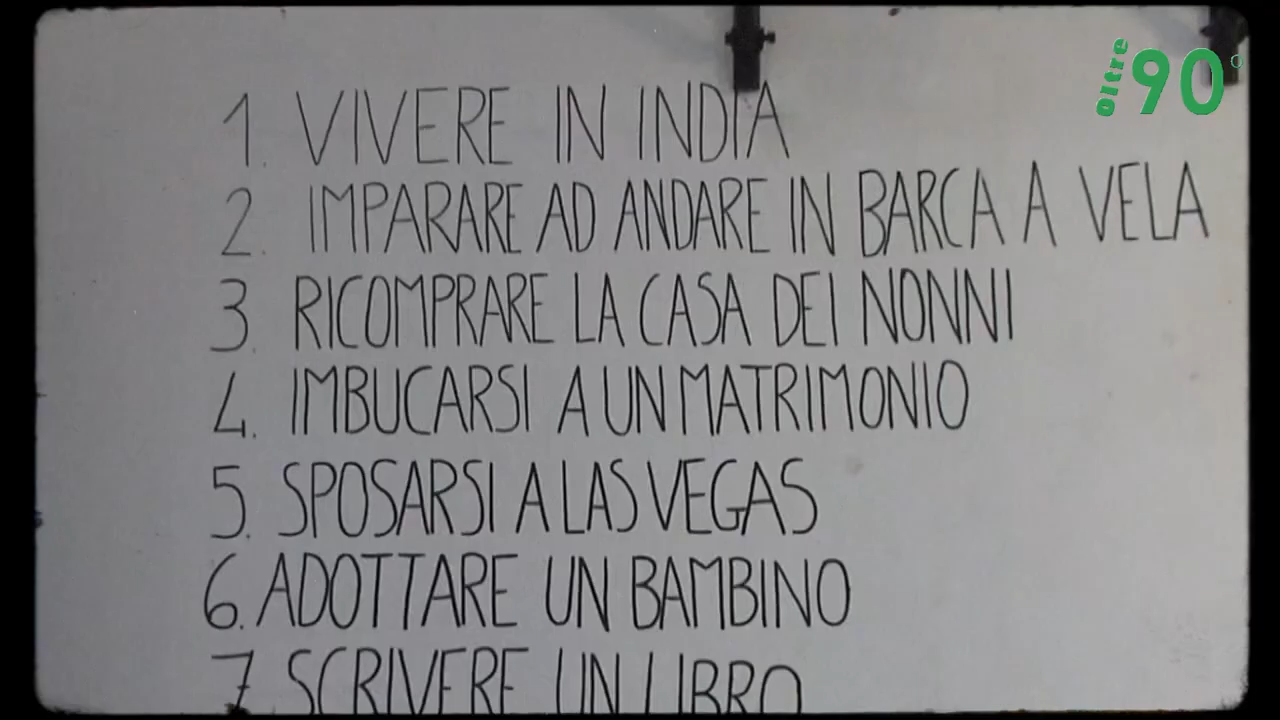 oltre 90°
1. VIVERE IN INDIA
2. IMPARARE AD ANDARE IN BARCA A VELA
3. RICOMPRARE LA CASA DEI NONNI
4. IMBUCARSI A UN MATRIMONIO
5. SPOSARSI A LAS VEGAS
6. ADOTTARE UN BAMBINO
7. SCRIVERE UN LIBRO